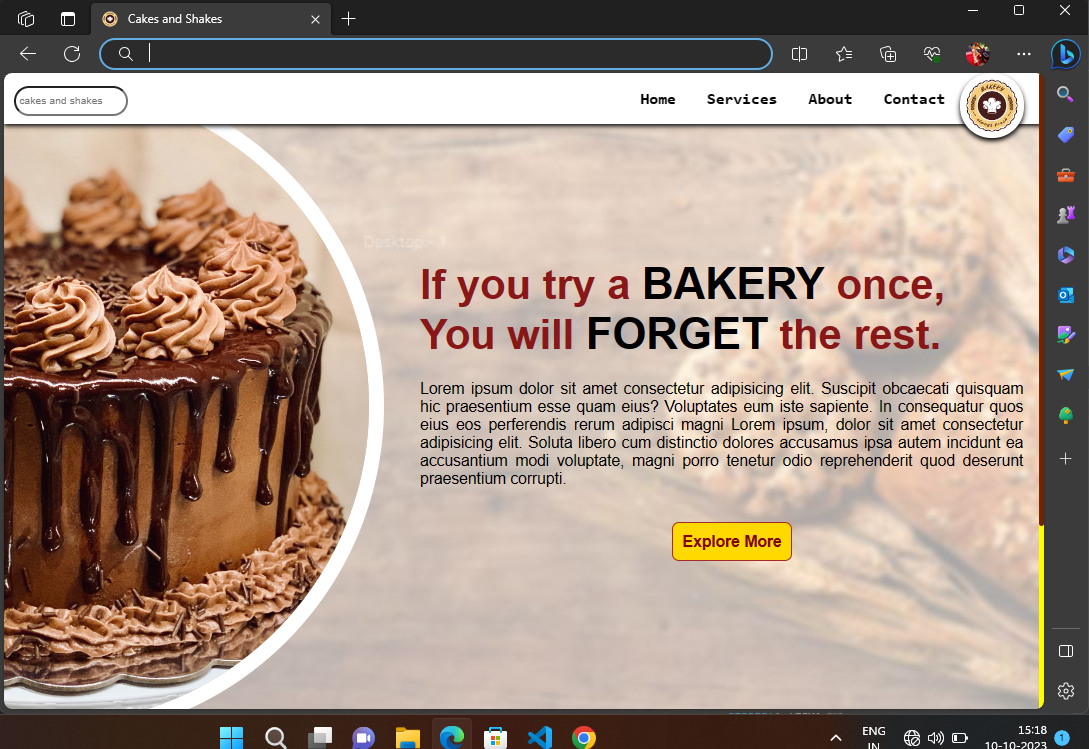 Cakes and Shakes
cakes and shakes
Home Services About Contact
BAKERY
Desktop - 1
If you try a BAKERY once,
You will FORGET the rest.
Lorem ipsum dolor sit amet consectetur adipisicing elit. Suscipit obcaecati quisquam
hic praesentium esse quam eius? Voluptates eum iste sapiente. In consequatur quos
eius eos perferendis rerum adipisci magni Lorem ipsum, dolor sit amet consectetur
adipisicing elit. Soluta libero cum distinctio dolores accusamus ipsa autem incidunt ea
accusantium modi voluptate, magni porro tenetur odio reprehenderit quod deserunt
praesentium corrupti.
Explore More
ENG
IN
15:18
10-10-2023
1